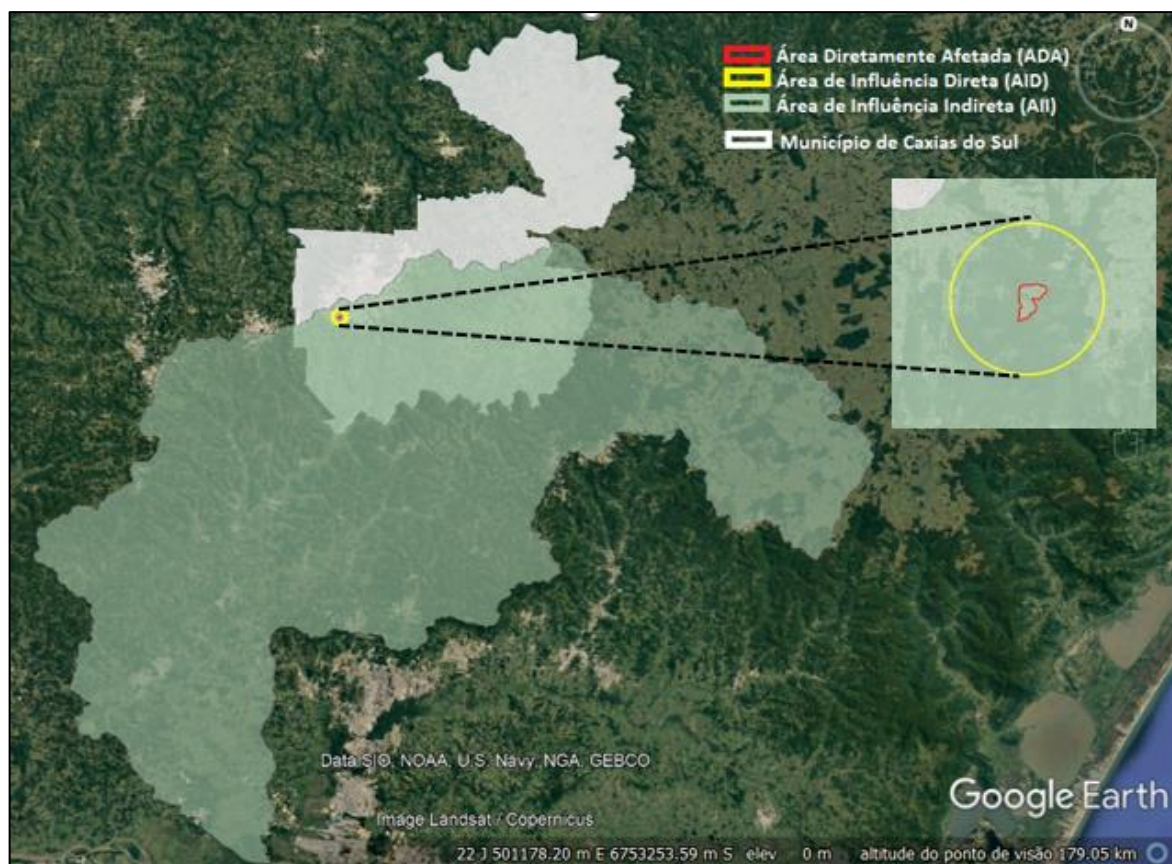 N
Área Diretamente Afetada (ADA)
Área de Influência Direta (AID)
Área de Influência Indireta (AII)
Município de Caxias do Sul
Data SIO, NOAA, U.S. Navy, NGA, GEBCO
Google Earth
Image Landsat / Copernicus
22 J 501178.20 m E 6753253.59 m S elev 0 m altitude do ponto de visão 179.05 km